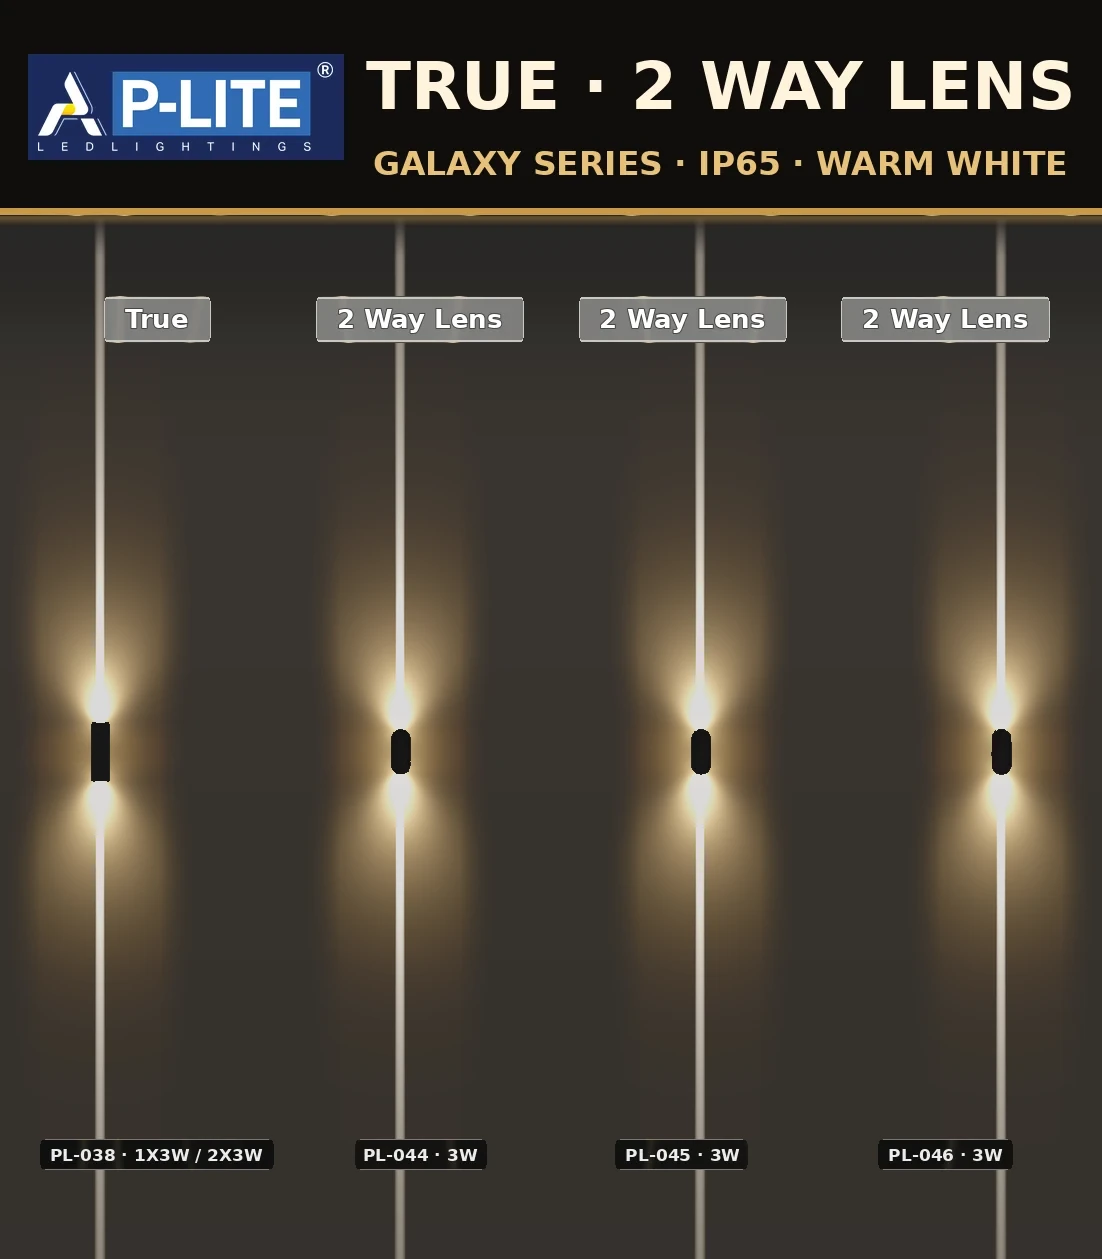 P-LITE ®
LEDLIGHTINGS
TRUE · 2 WAY LENS
GALAXY SERIES · IP65 · WARM WHITE
True
2 Way Lens
2 Way Lens
2 Way Lens
PL-038 · 1X3W / 2X3W
PL-044 · 3W
PL-045 · 3W
PL-046 · 3W